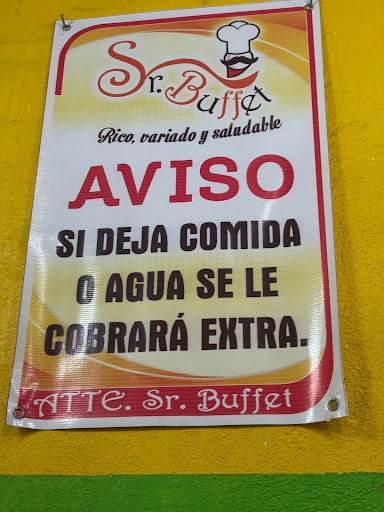 Sr. Buffet
Rico, variado y saludable
AVISO
SI DEJA COMIDA
O AGUA SE LE
COBRARÁ EXTRA.
ATTE. Sr. Buffet